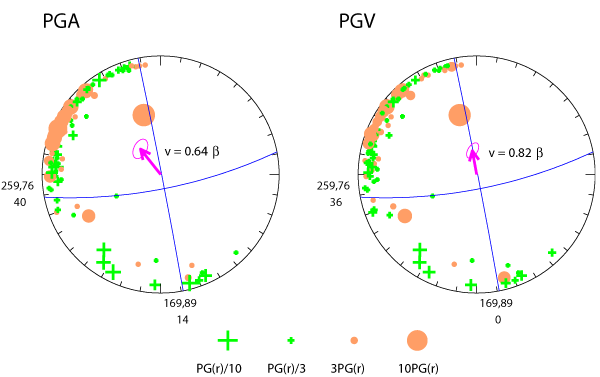 PGA
PGV
v = 0.64 β
v = 0.82 β
259,76
40
259,76
36
169,89
14
169,89
0
PG(r)/10
PG(r)/3
3PG(r)
10PG(r)